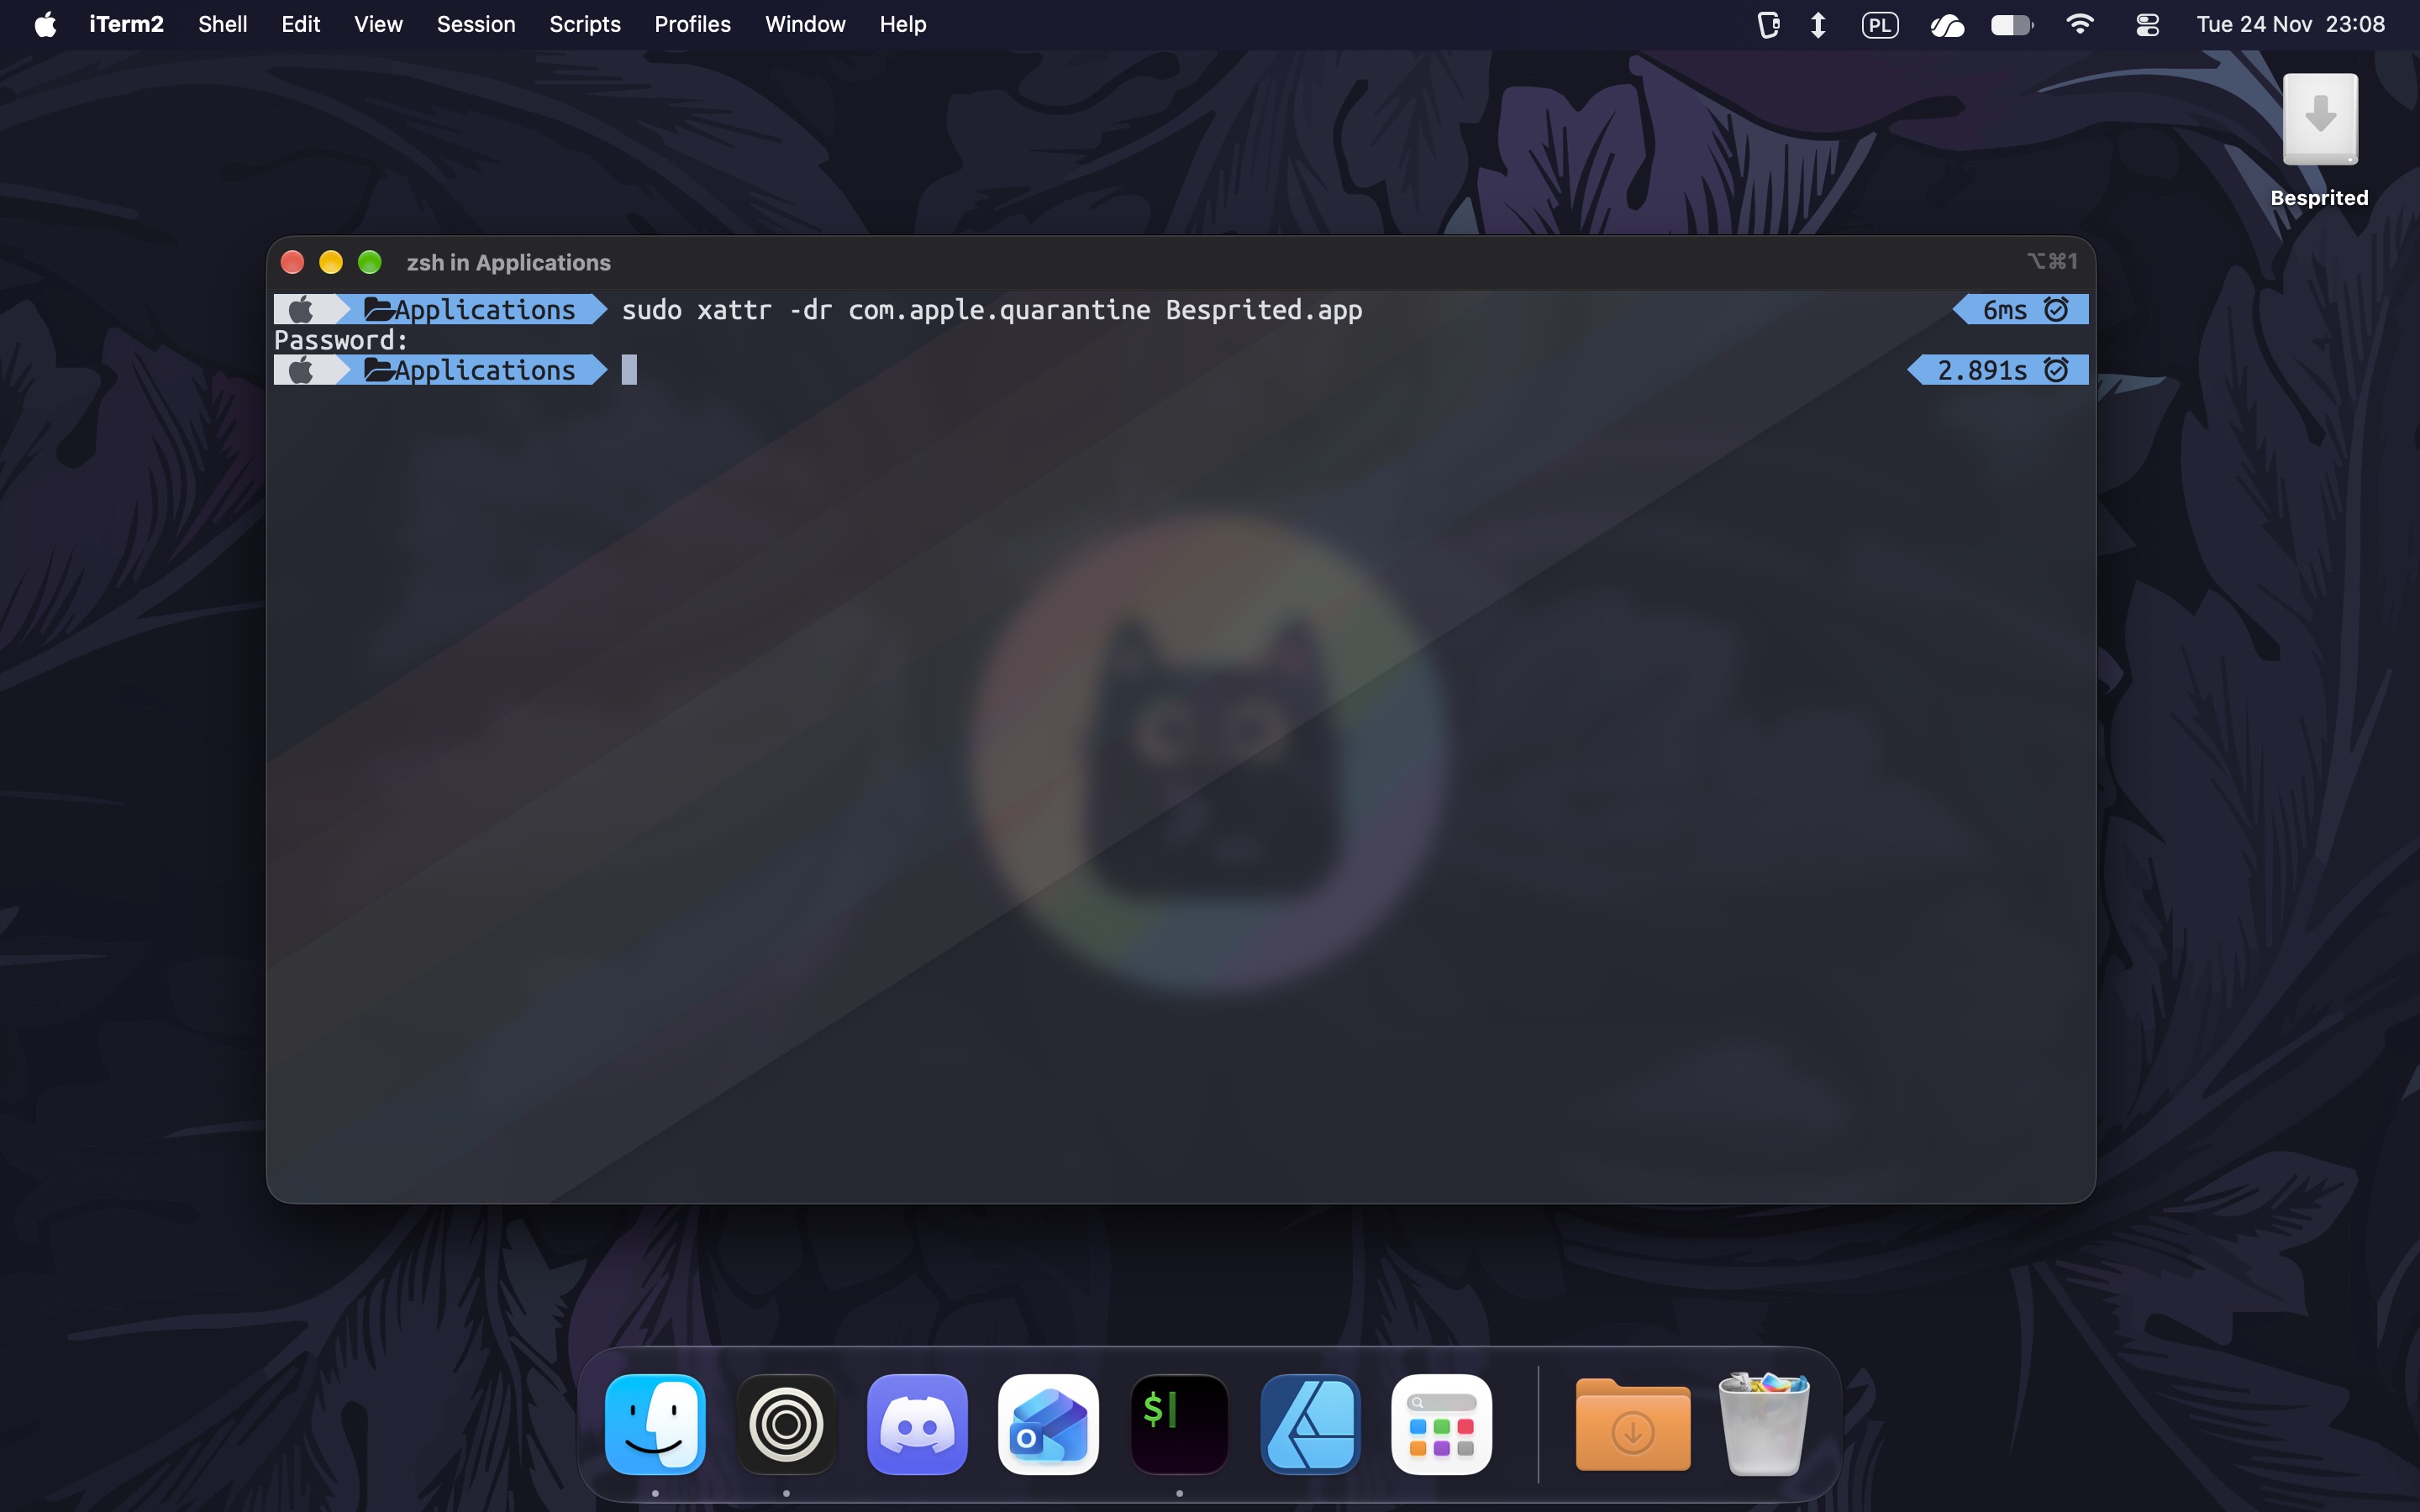 iTerm2 Shell Edit View Session Scripts Profiles Window Help PL Tue 24 Nov 23:08
Besprited
zsh in Applications ⌥⌘1
Applications sudo xattr -dr com.apple.quarantine Besprited.app 6ms
Password:
Applications 2.891s
>_
O $